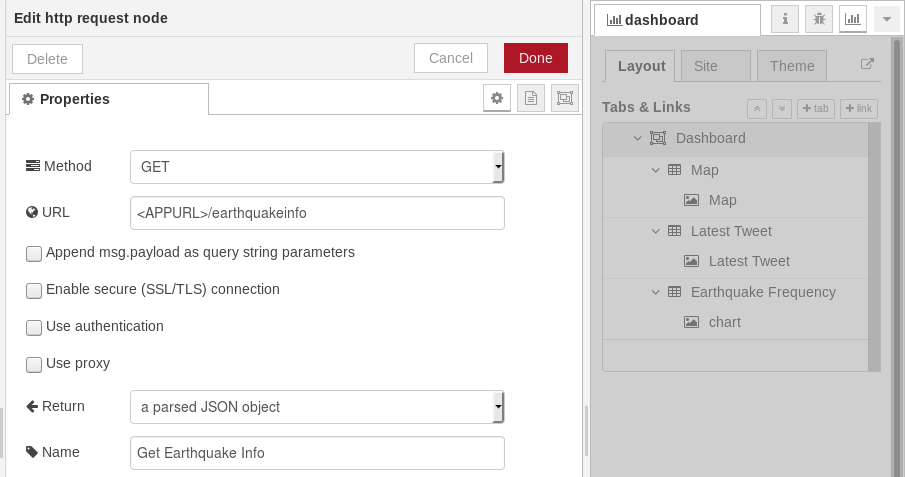 Edit http request node
Delete
Cancel
Done
Properties
Method
GET
URL
<APPURL>/earthquakeinfo
Append msg.payload as query string parameters
Enable secure (SSL/TLS) connection
Use authentication
Use proxy
Return
a parsed JSON object
Name
Get Earthquake Info
dashboard
Layout
Site
Theme
Tabs & Links
tab
link
Dashboard
Map
Map
Latest Tweet
Latest Tweet
Earthquake Frequency
chart